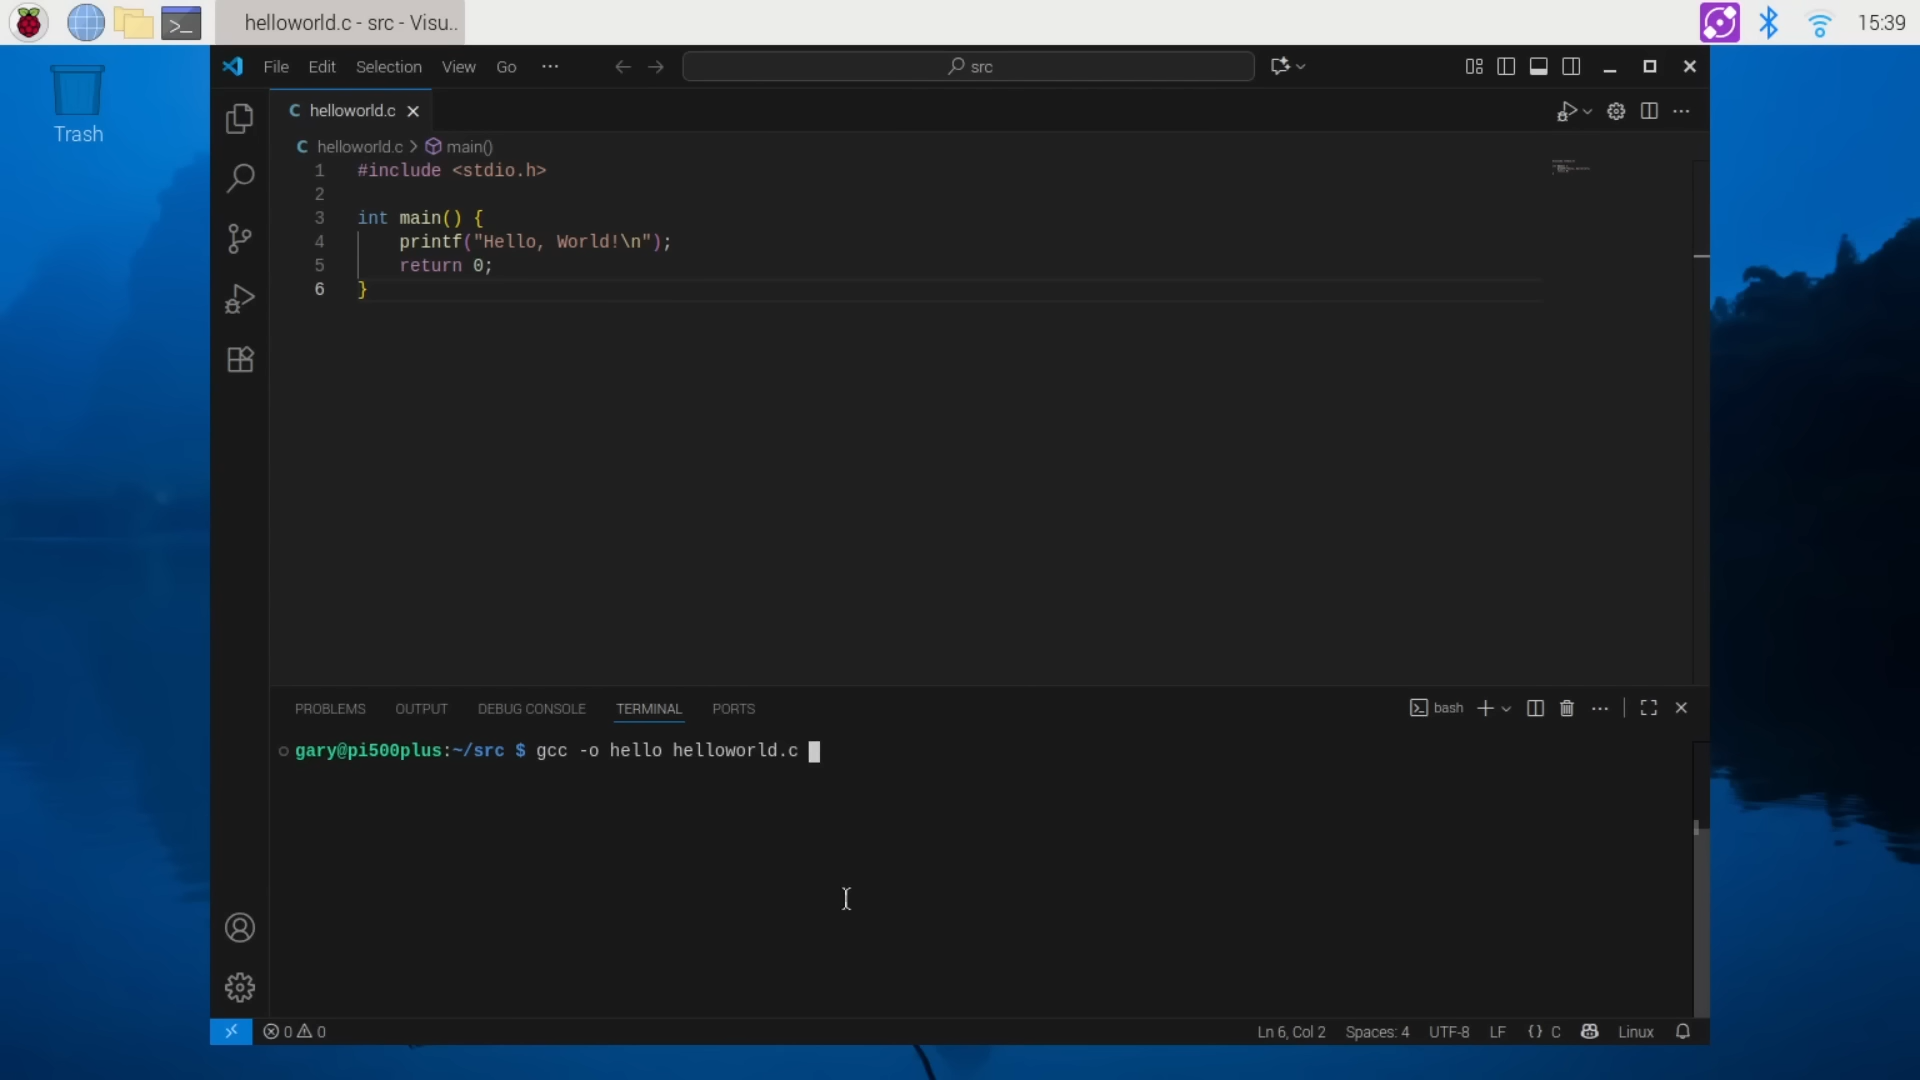 helloworld.c - src - Visu..
15:39
Trash
File Edit Selection View Go ··· src
C helloworld.c
C helloworld.c > main()
1 #include <stdio.h>
2
3 int main() {
4 printf("Hello, World!\n");
5 return 0;
6 }
PROBLEMS OUTPUT DEBUG CONSOLE TERMINAL PORTS bash
gary@pi500plus:~/src $ gcc -o hello helloworld.c
0 0 Ln 6, Col 2 Spaces: 4 UTF-8 LF {} C Linux